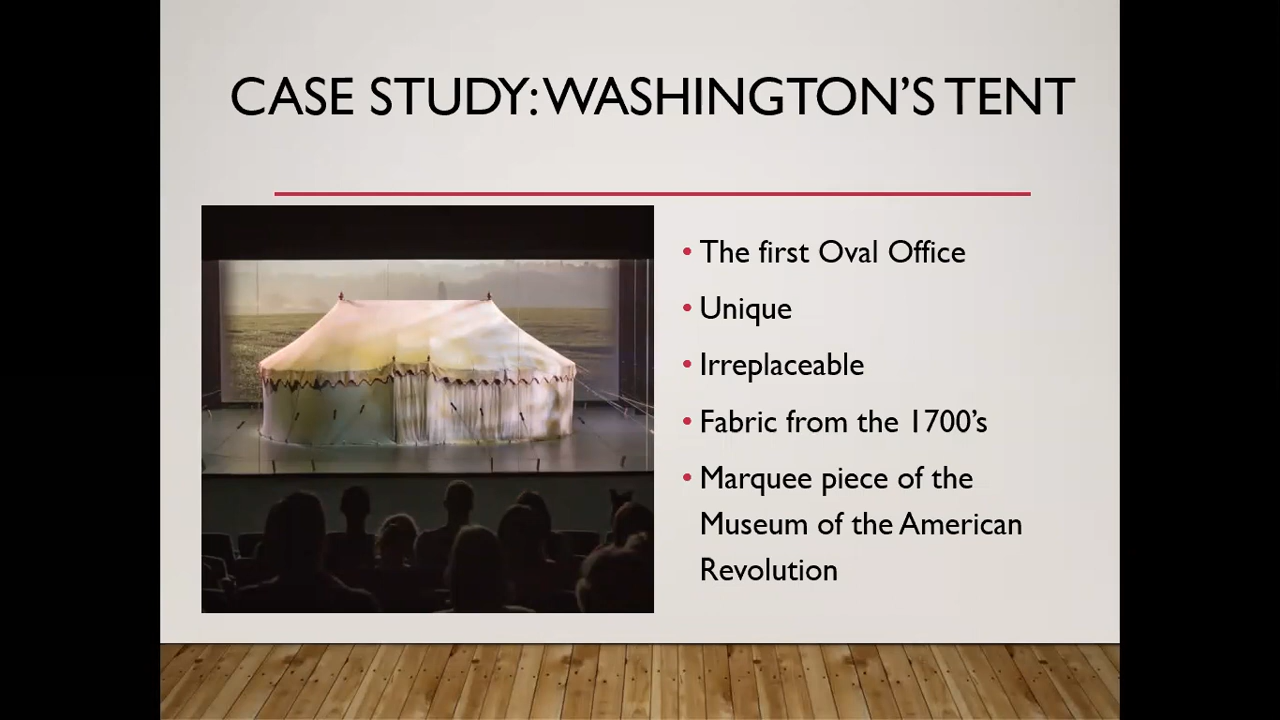 CASE STUDY: WASHINGTON'S TENT
• The first Oval Office
• Unique
• Irreplaceable
• Fabric from the 1700's
• Marquee piece of the
Museum of the American
Revolution